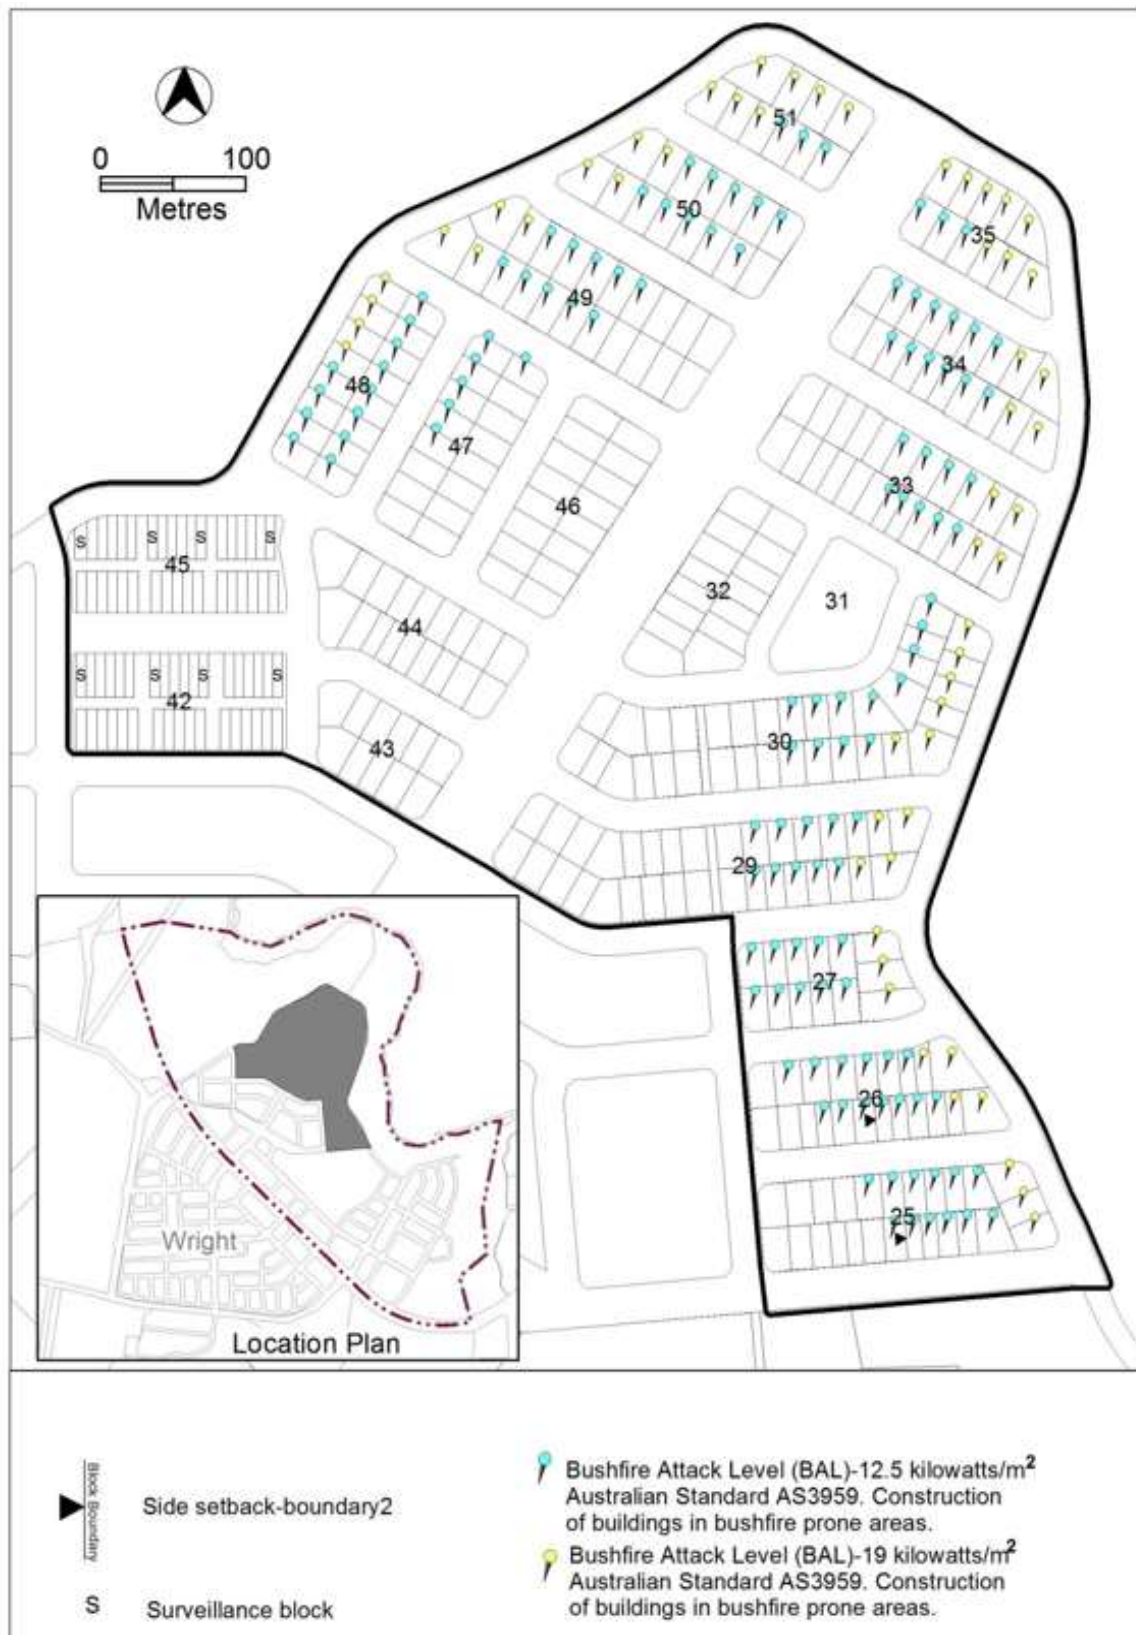 0 100
Metres
51
50
35
49
34
48
47
33
46
32
31
45
44
42
43
30
29
27
26
25
S S S S
S S S S
Wright
Location Plan
Block Boundary
Side setback-boundary2
S Surveillance block
Bushfire Attack Level (BAL)-12.5 kilowatts/m²
Australian Standard AS3959. Construction
of buildings in bushfire prone areas.
Bushfire Attack Level (BAL)-19 kilowatts/m²
Australian Standard AS3959. Construction
of buildings in bushfire prone areas.